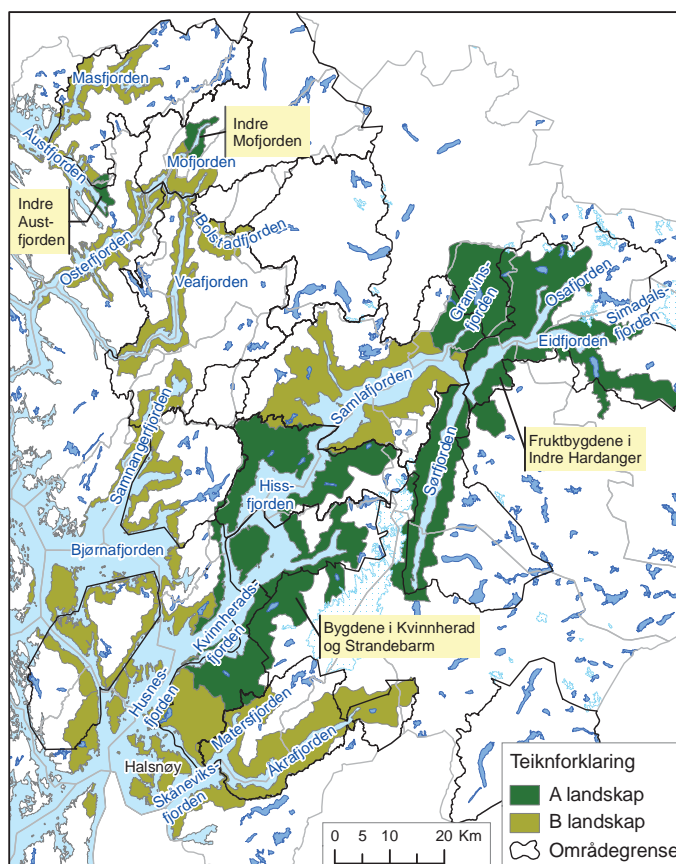 Masfjorden
Austfjorden
Indre
Mofjorden
Mofjorden
Indre
Aust-
fjorden
Bolstadfjorden
Osterfjorden
Veafjorden
Granvins-
fjorden
Osafjorden
Simadals-
fjorden
Eidfjorden
Samlafjorden
Samnangerfjorden
Fruktbygdene i
Indre Hardanger
Sørfjorden
Hiss-
fjorden
Bjørnafjorden
Kvinnherads-
fjorden
Bygdene i Kvinnherad
og Strandebarm
Husnes-
fjorden
Matersfjorden
Halsnøy
Skåneviks-
fjorden
Åkrafjorden
Teiknforklaring
A landskap
B landskap
Områdegrense
0 5 10 20 Km